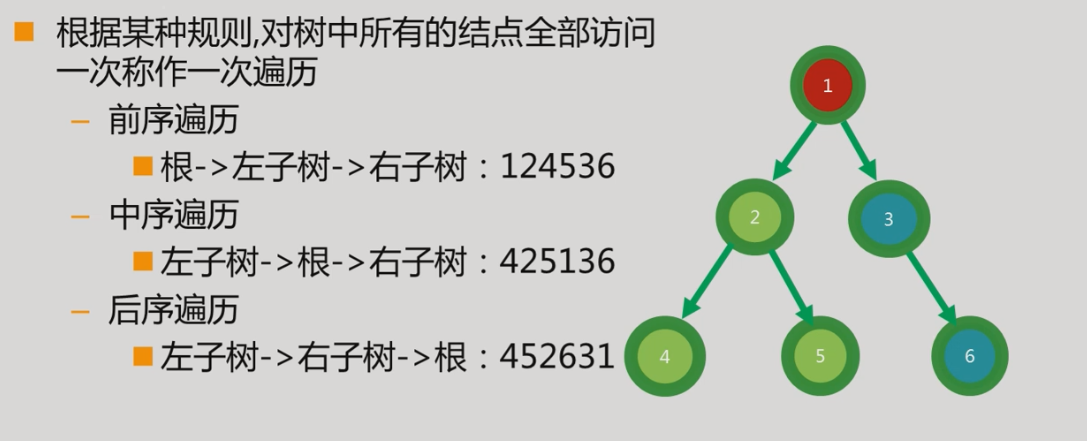 根据某种规则,对树中所有的结点全部访问
一次称作一次遍历
– 前序遍历
根->左子树->右子树：124536
– 中序遍历
左子树->根->右子树：425136
– 后序遍历
左子树->右子树->根：452631
1
2
3
4
5
6